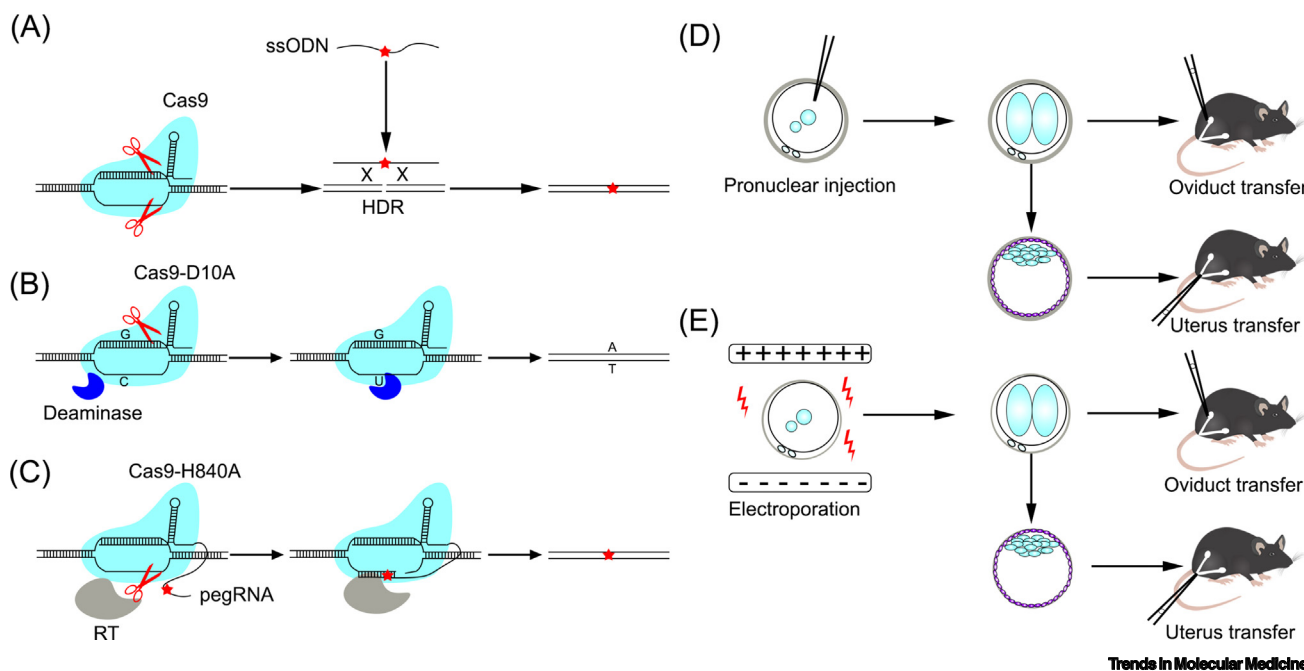 (A)
ssODN
Cas9
X X
HDR
(B)
Cas9-D10A
G
C
Deaminase
G
U
A
T
(C)
Cas9-H840A
pegRNA
RT
(D)
Pronuclear injection
Oviduct transfer
Uterus transfer
(E)
+ + + + + + +
- - - - - - -
Electroporation
Oviduct transfer
Uterus transfer
Trends in Molecular Medicine